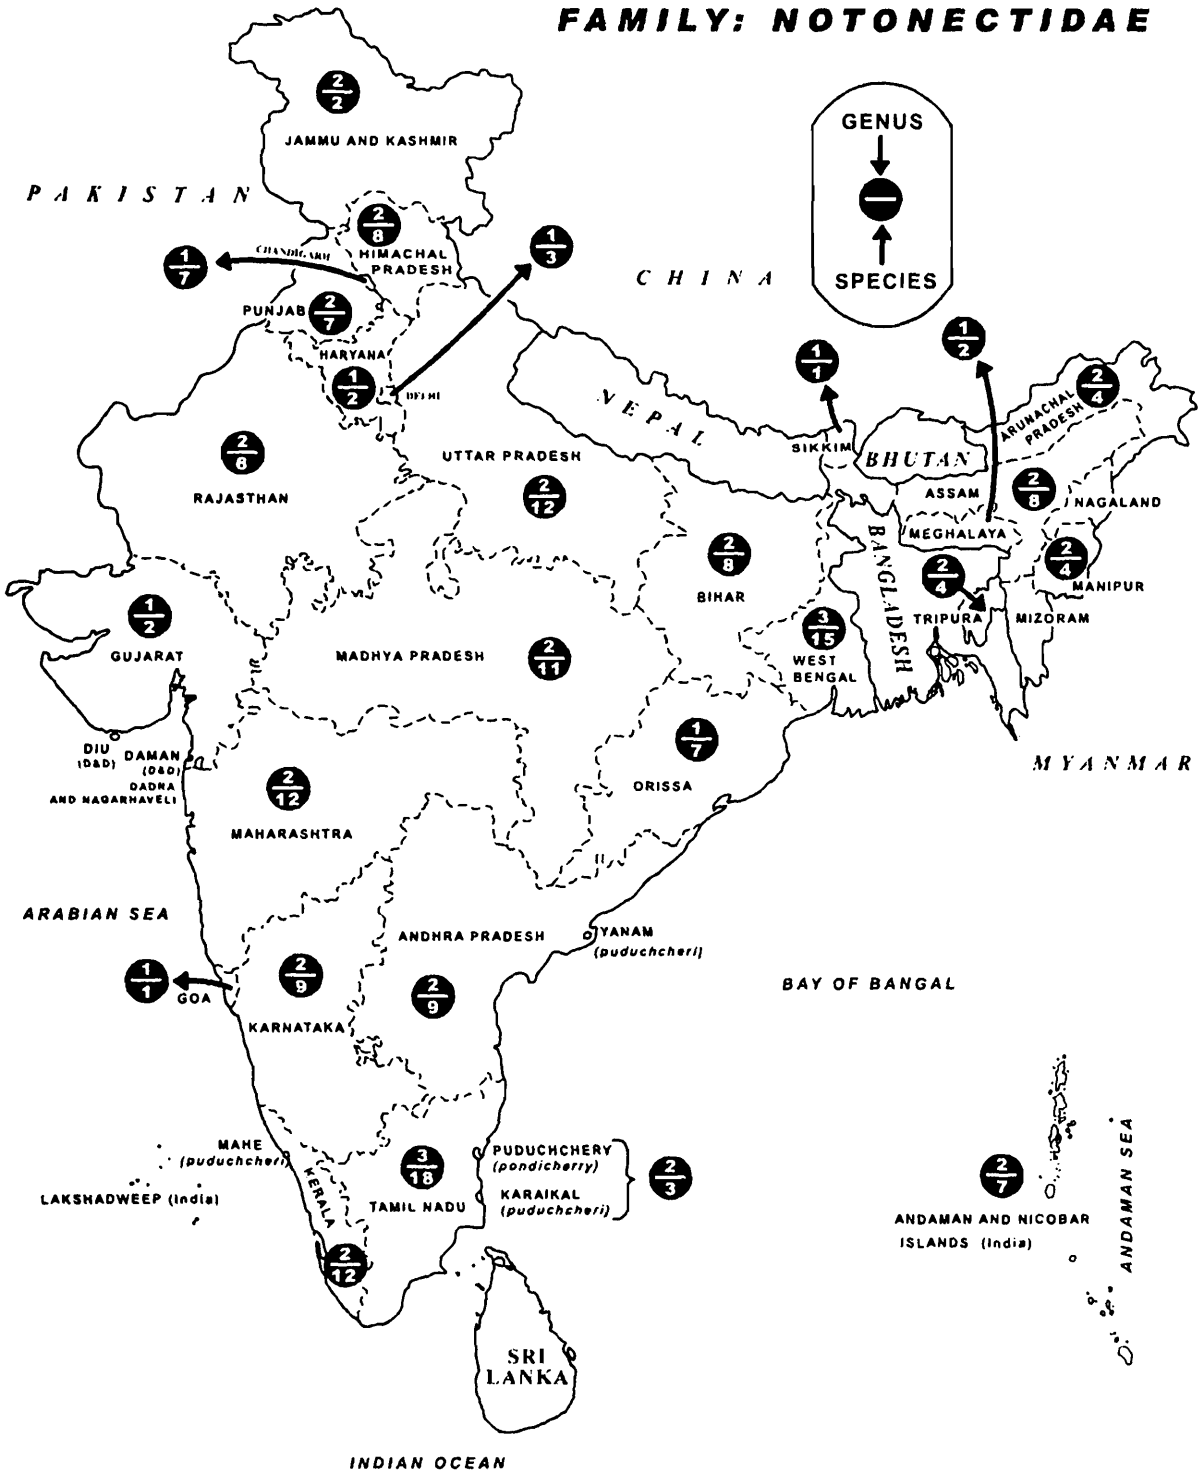 FAMILY: NOTONECTIDAE
GENUS
SPECIES
2
2
JAMMU AND KASHMIR
PAKISTAN
2
8
HIMACHAL
PRADESH
CHANDIGARH
1
7
1
3
CHINA
PUNJAB
2
7
HARYANA
1
2
DELHI
1
1
1
2
2
4
ARUNACHAL
PRADESH
NEPAL
SIKKIM
BHUTAN
2
8
RAJASTHAN
UTTAR PRADESH
2
12
ASSAM
2
8
NAGALAND
MEGHALAYA
BANGLADESH
2
8
BIHAR
2
4
MANIPUR
2
4
TRIPURA
MIZORAM
1
2
GUJARAT
MADHYA PRADESH
2
11
3
15
WEST
BENGAL
1
7
ORISSA
MYANMAR
DIU
(D&D)
DAMAN
(D&D)
DADRA
AND NAGARHAVELI
2
12
MAHARASHTRA
ARABIAN SEA
ANDHRA PRADESH
YANAM
(puduchcheri)
1
1
GOA
2
9
KARNATAKA
2
9
BAY OF BANGAL
MAHE
(puduchcheri)
LAKSHADWEEP (India)
KERALA
2
12
3
18
TAMIL NADU
PUDUCHCHERY
(pondicherry)
KARAIKAL
(puduchcheri)
2
3
2
7
ANDAMAN AND NICOBAR
ISLANDS (India)
ANDAMAN SEA
SRI
LANKA
INDIAN OCEAN